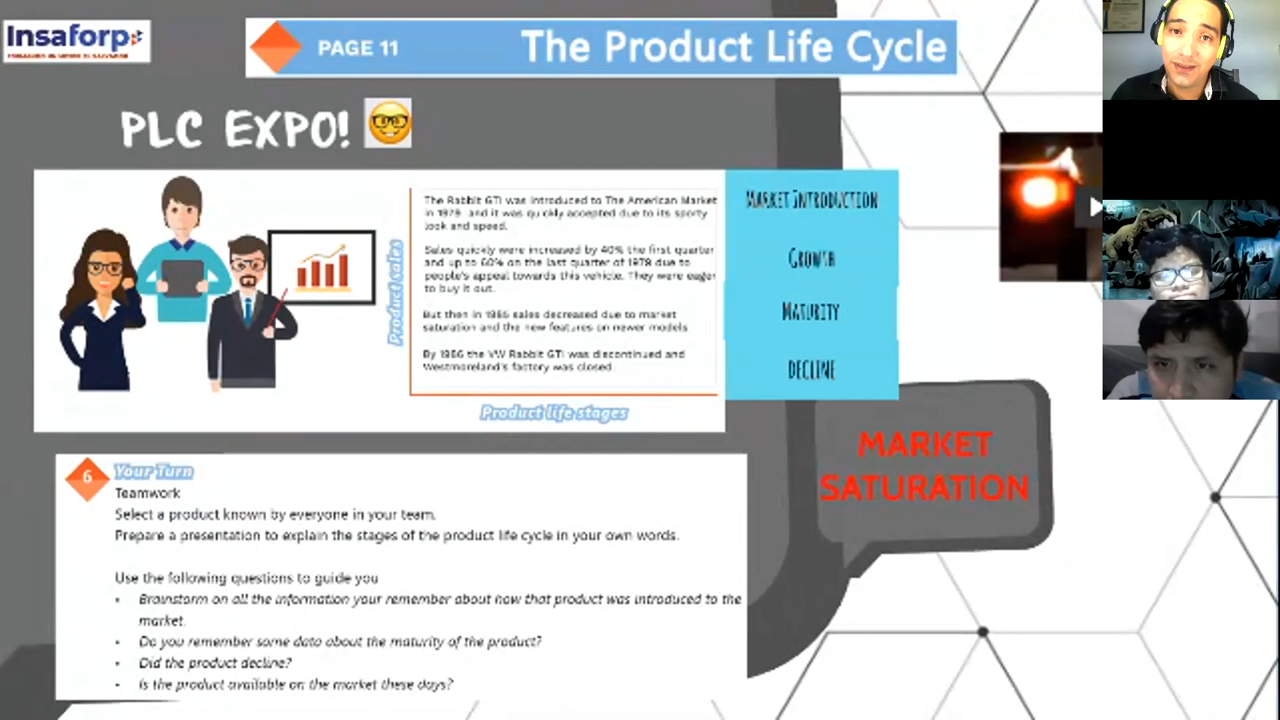 Insaforp
PAGE 11
The Product Life Cycle
PLC EXPO!
Product sales
The Rabbit GTI was introduced to The American Market
in 1979 and it was quickly accepted due to its sporty
look and speed.
Sales quickly were increased by 40% the first quarter
and up to 60% on the last quarter of 1979 due to
people's appeal towards this vehicle. They were eager
to buy it out.
But then in 1985 sales decreased due to market
saturation and the new features on newer models
By 1986 the VW Rabbit GTI was discontinued and
Westmoreland's factory was closed.
Product life stages
MARKET INTRODUCTION
GROWTH
MATURITY
DECLINE
MARKET
SATURATION
6
Your Turn
Teamwork
Select a product known by everyone in your team.
Prepare a presentation to explain the stages of the product life cycle in your own words.
Use the following questions to guide you
• Brainstorm on all the information your remember about how that product was introduced to the
market.
• Do you remember some data about the maturity of the product?
• Did the product decline?
• Is the product available on the market these days?